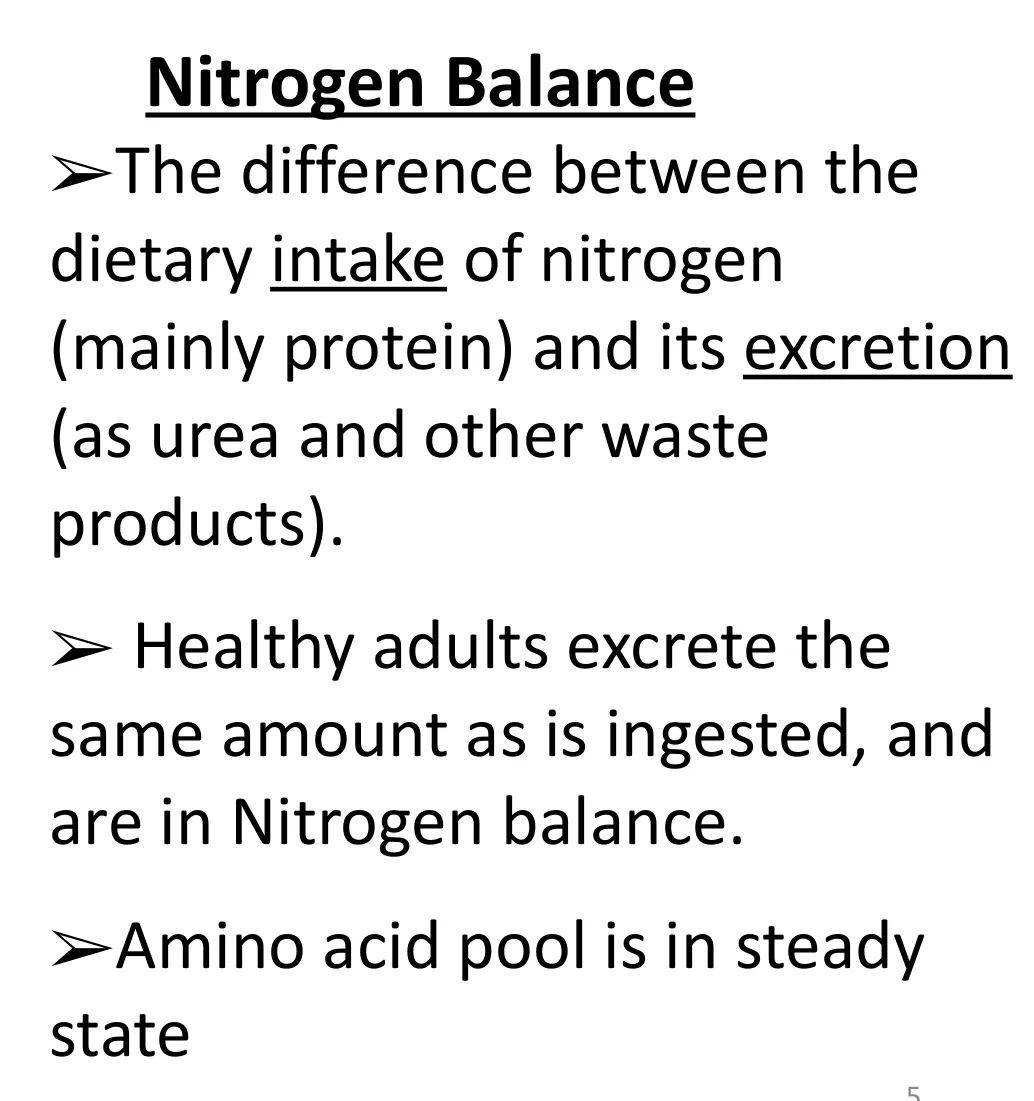 Nitrogen Balance
➢The difference between the
dietary intake of nitrogen
(mainly protein) and its excretion
(as urea and other waste
products).
➢ Healthy adults excrete the
same amount as is ingested, and
are in Nitrogen balance.
➢Amino acid pool is in steady
state
5